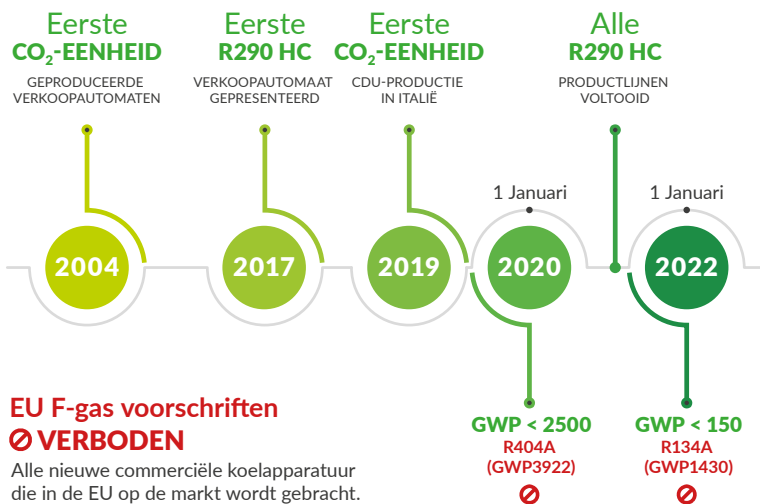 Eerste
CO₂-EENHEID
GEPRODUCEERDE
VERKOOPAUTOMATEN
Eerste
R290 HC
VERKOOPAUTOMAAT
GEPRESENTEERD
Eerste
CO₂-EENHEID
CDU-PRODUCTIE
IN ITALIË
Alle
R290 HC
PRODUCTLIJNEN
VOLTOOID
1 Januari
1 Januari
2004
2017
2019
2020
2022
EU F-gas voorschriften
VERBODEN
Alle nieuwe commerciële koelapparatuur
die in de EU op de markt wordt gebracht.
GWP < 2500
R404A
(GWP3922)
GWP < 150
R134A
(GWP1430)